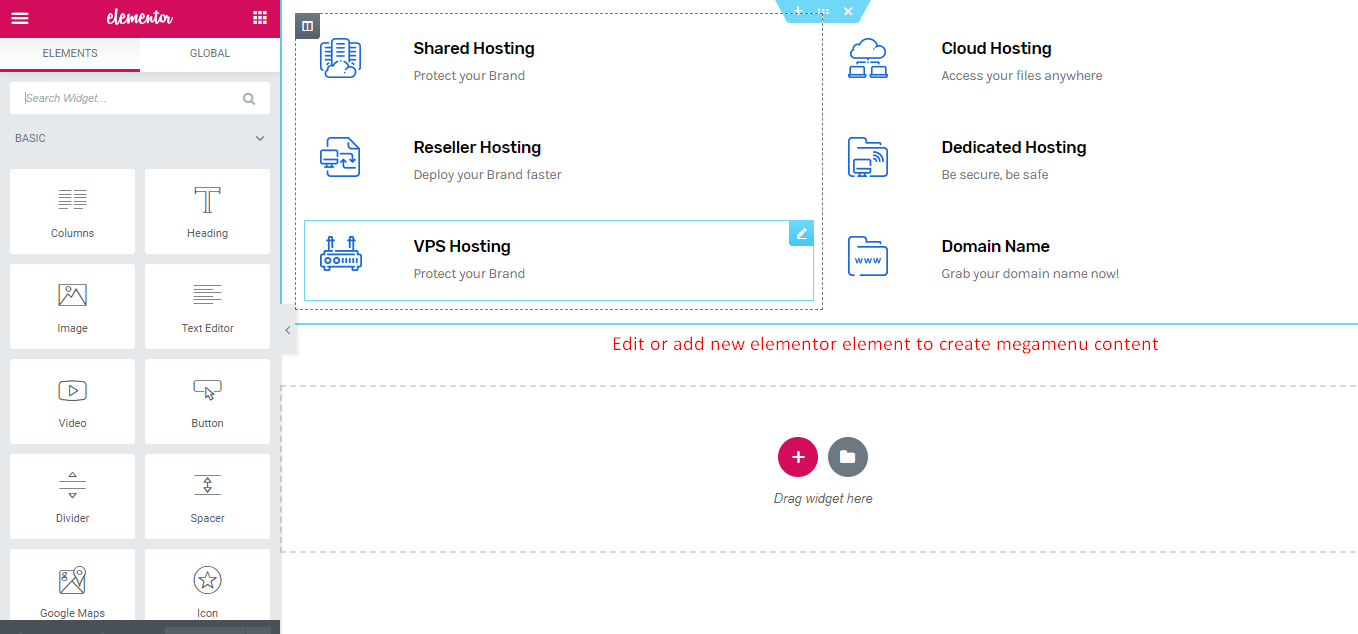 elementor
ELEMENTS GLOBAL
Search Widget...
BASIC
Columns Heading
Image Text Editor
Video Button
Divider Spacer
Google Maps Icon
Shared Hosting
Protect your Brand
Cloud Hosting
Access your files anywhere
Reseller Hosting
Deploy your Brand faster
Dedicated Hosting
Be secure, be safe
VPS Hosting
Protect your Brand
www
Domain Name
Grab your domain name now!
Edit or add new elementor element to create megamenu content
Drag widget here